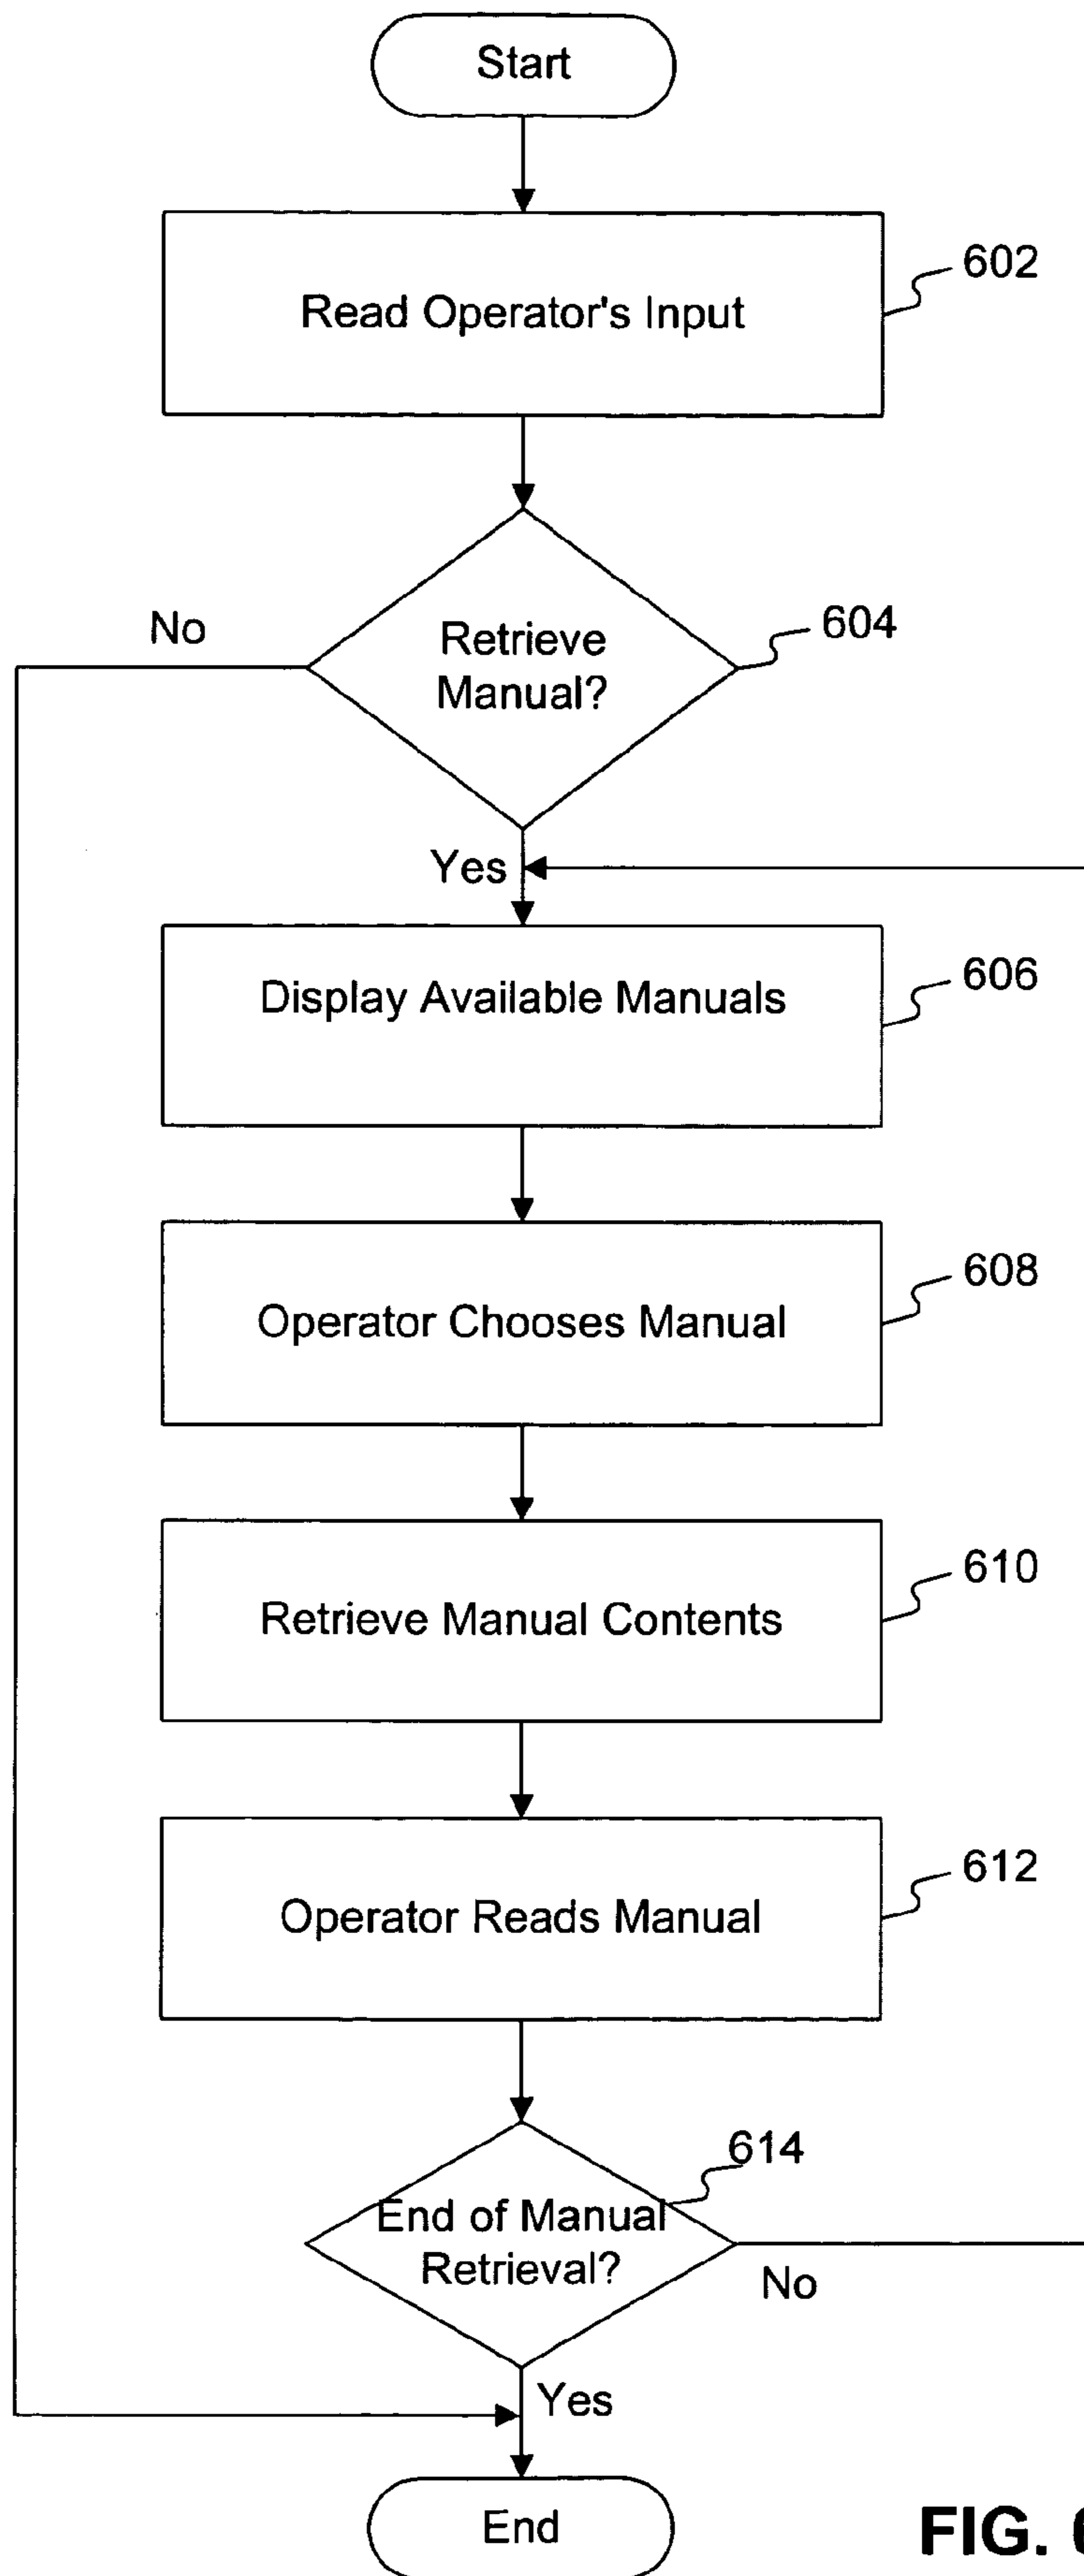 Start
Read Operator's Input
602
No
Retrieve
Manual?
604
Yes
Display Available Manuals
606
Operator Chooses Manual
608
Retrieve Manual Contents
610
Operator Reads Manual
612
614
End of Manual
Retrieval?
No
Yes
End
FIG. 6